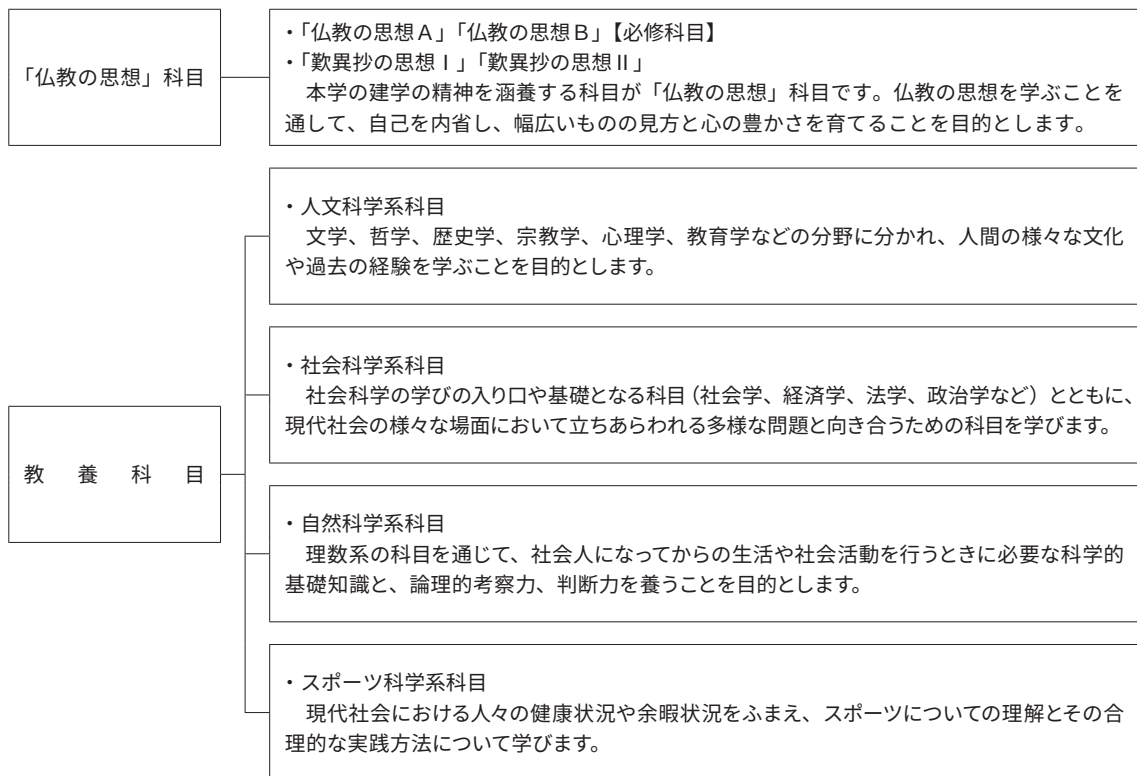 「仏教の思想」科目
・「仏教の思想A」「仏教の思想B」【必修科目】
・「歎異抄の思想Ⅰ」「歎異抄の思想Ⅱ」
　本学の建学の精神を涵養する科目が「仏教の思想」科目です。仏教の思想を学ぶことを
通して、自己を内省し、幅広いものの見方と心の豊かさを育てることを目的とします。
教　養　科　目
・人文科学系科目
　文学、哲学、歴史学、宗教学、心理学、教育学などの分野に分かれ、人間の様々な文化
や過去の経験を学ぶことを目的とします。
・社会科学系科目
　社会科学の学びの入り口や基礎となる科目（社会学、経済学、法学、政治学など）とともに、
現代社会の様々な場面において立ちあらわれる多様な問題と向き合うための科目を学びます。
・自然科学系科目
　理数系の科目を通じて、社会人になってからの生活や社会活動を行うときに必要な科学的
基礎知識と、論理的考察力、判断力を養うことを目的とします。
・スポーツ科学系科目
　現代社会における人々の健康状況や余暇状況をふまえ、スポーツについての理解とその合
理的な実践方法について学びます。